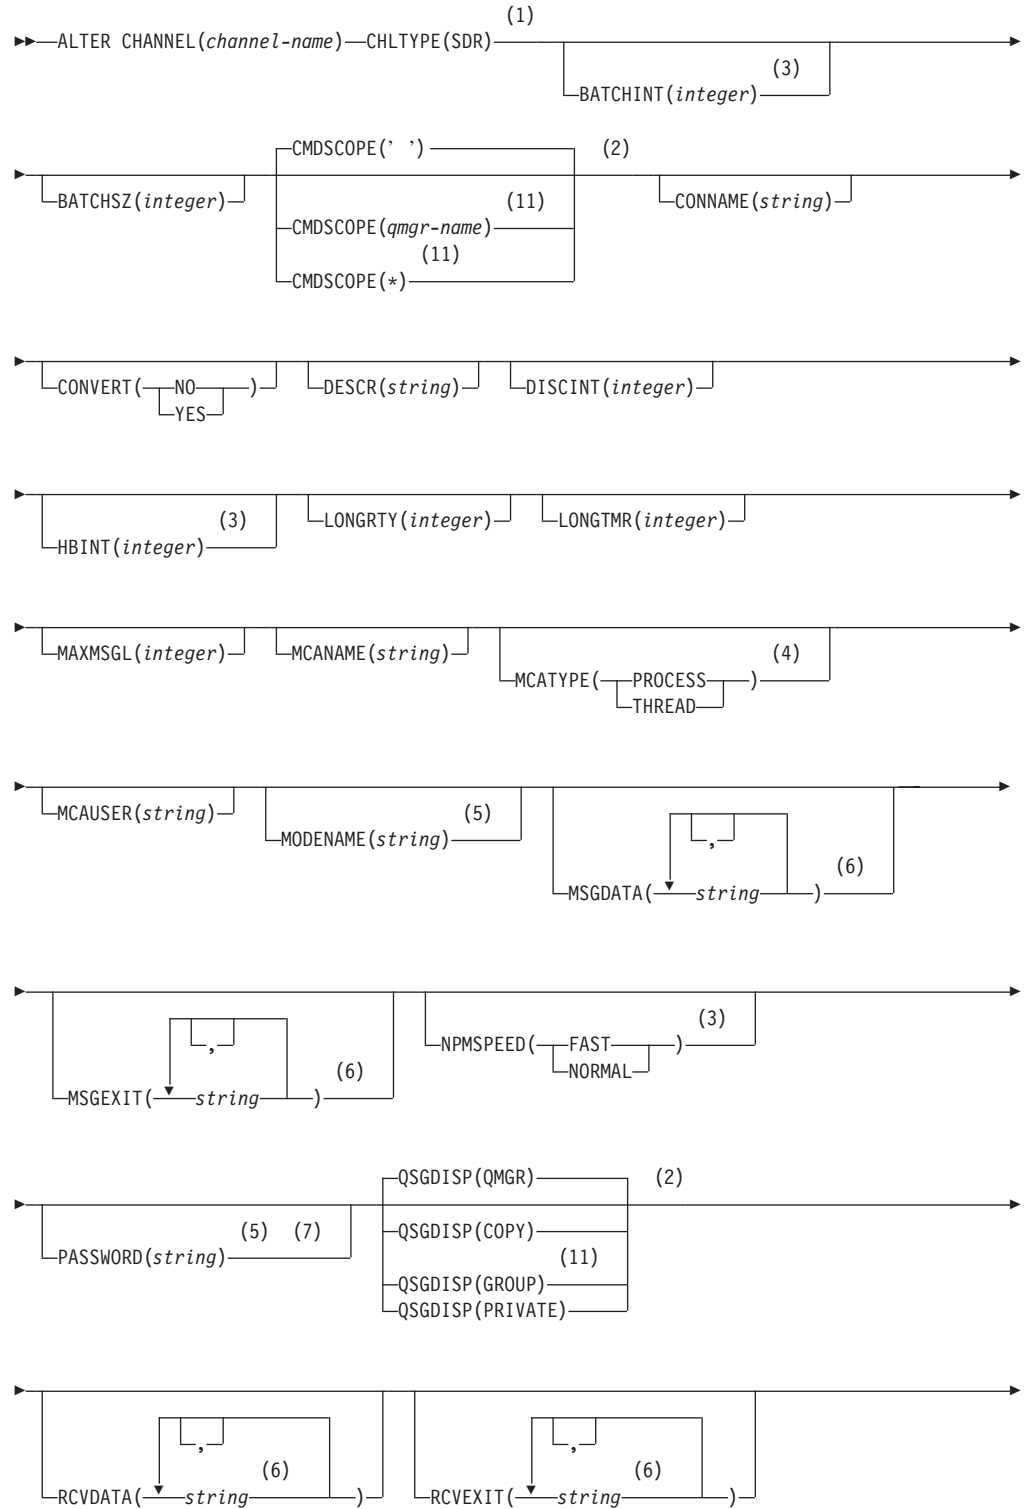 (1)
ALTER CHANNEL(channel-name) CHLTYPE(SDR)
(3)
BATCHINT(integer)
CMDSCOPE(' ') (2)
BATCHSZ(integer) (11) CONNAME(string)
CMDSCOPE(qmgr-name)
(11)
CMDSCOPE(*)
CONVERT( NO ) DESCR(string) DISCINT(integer)
YES
(3) LONGRTY(integer) LONGTMR(integer)
HBINT(integer)
MAXMSGL(integer) MCANAME(string) (4)
MCATYPE( PROCESS )
THREAD
MCAUSER(string) (5)
MODENAME(string) ,
(6)
MSGDATA( string )
, NPMSPEED( FAST ) (3)
(6) NORMAL
MSGEXIT( string )
QSGDISP(QMGR) (2)
(5) (7) QSGDISP(COPY)
PASSWORD(string) (11)
QSGDISP(GROUP)
QSGDISP(PRIVATE)
, ,
(6) (6)
RCVDATA( string ) RCVEXIT( string )